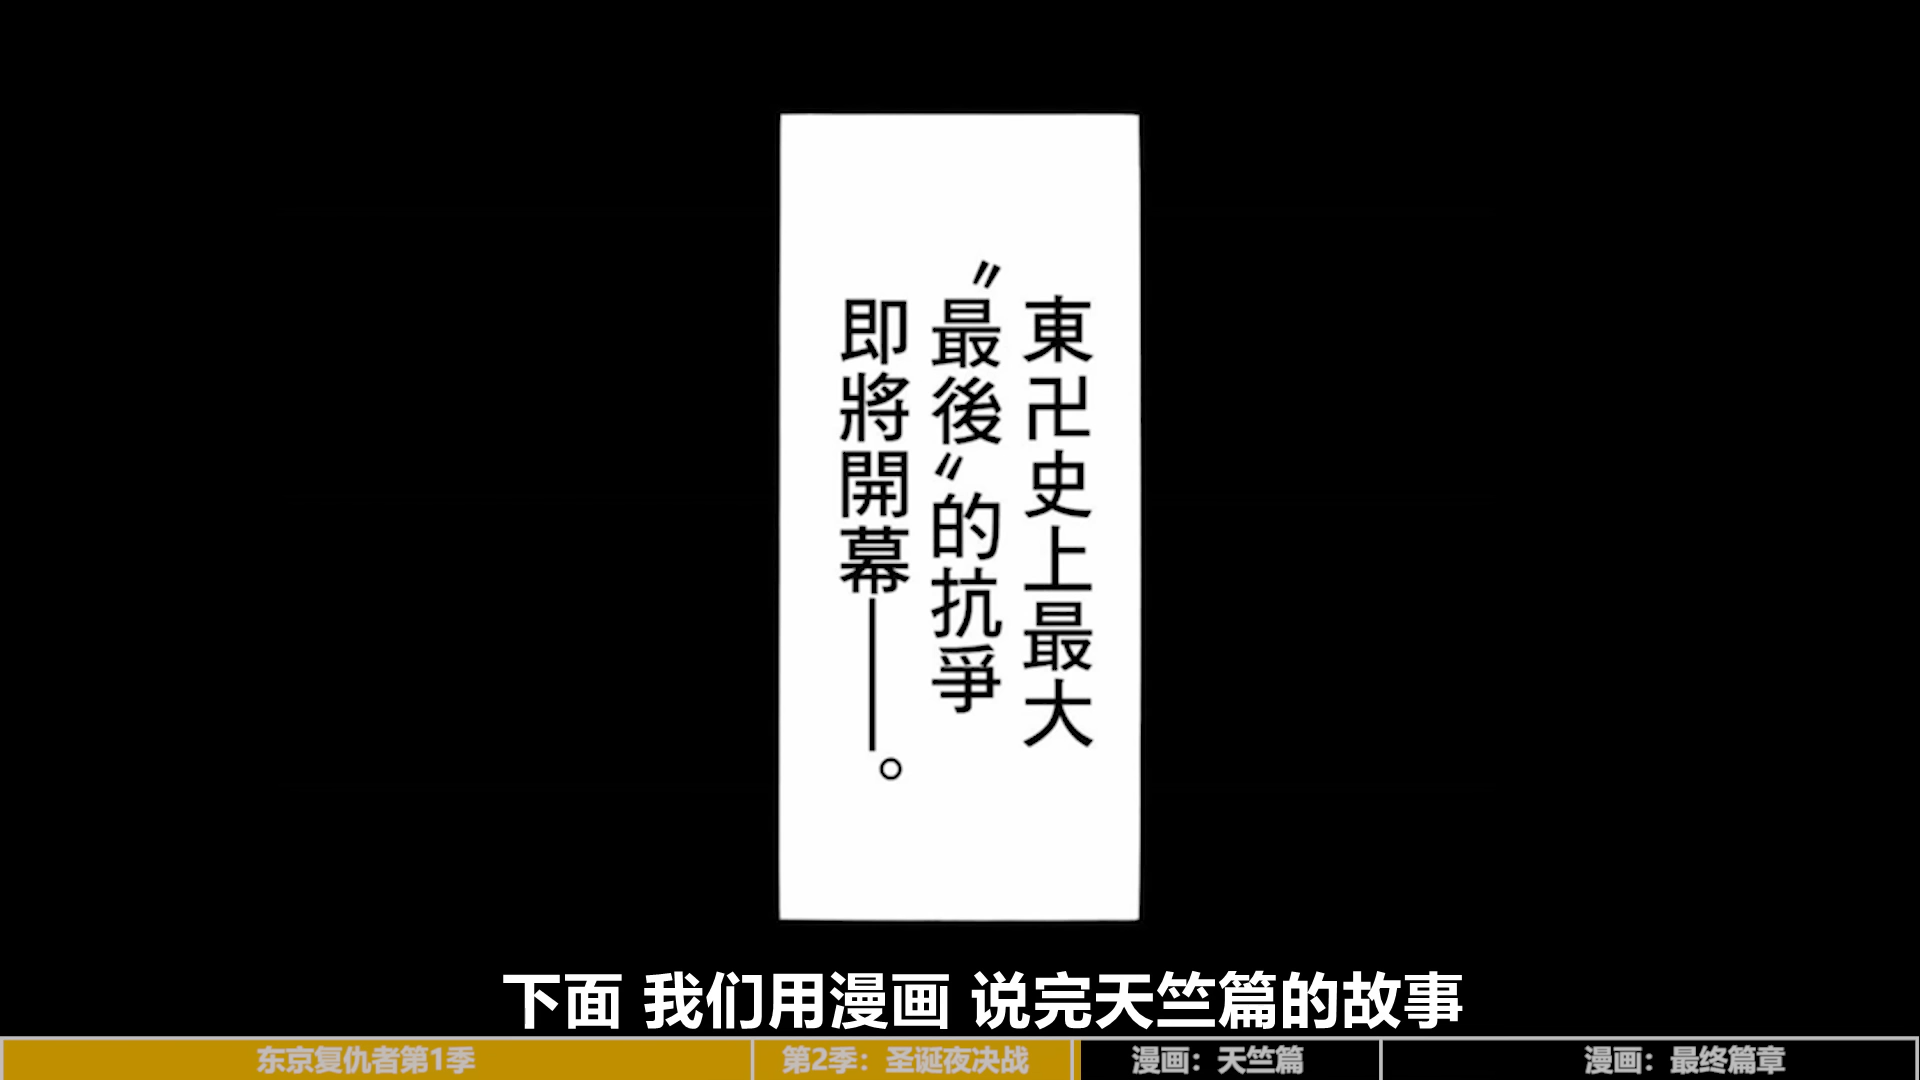 東卍史上最大
〝最後〞的抗爭
即將開幕——。
下面 我们用漫画 说完天竺篇的故事
东京复仇者第1季
第2季：圣诞夜决战
漫画：天竺篇
漫画：最终篇章